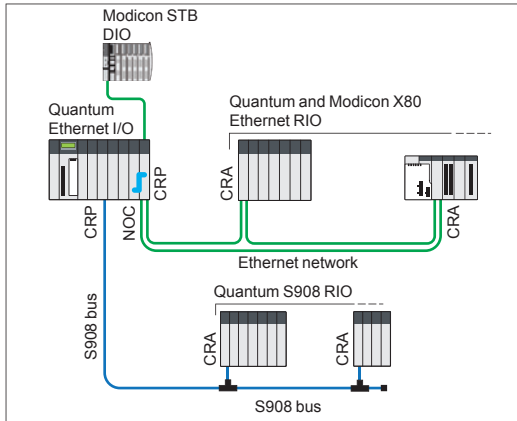 Modicon STB
DIO
Quantum
Ethernet I/O
Quantum and Modicon X80
Ethernet RIO
CRP
NOC
CRP
CRA
CRA
Ethernet network
Quantum S908 RIO
S908 bus
CRA
CRA
S908 bus